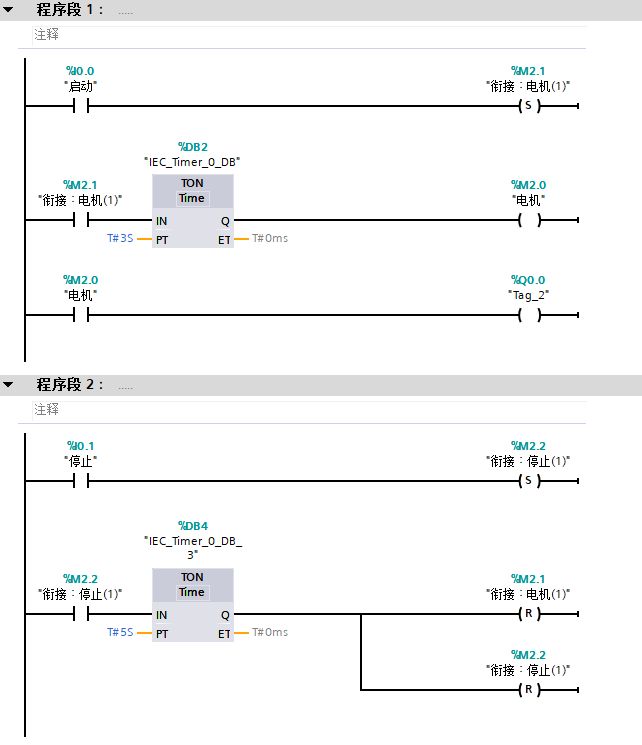 程序段 1： .....
注释
%I0.0
"启动"
%M2.1
"衔接：电机(1)"
S
%DB2
"IEC_Timer_0_DB"
%M2.1
"衔接：电机(1)"
TON
Time
%M2.0
"电机"
IN Q
T#3S PT ET T#0ms
%M2.0
"电机"
%Q0.0
"Tag_2"
程序段 2： .....
注释
%I0.1
"停止"
%M2.2
"衔接：停止(1)"
S
%DB4
"IEC_Timer_0_DB_
3"
%M2.2
"衔接：停止(1)"
TON
Time
%M2.1
"衔接：电机(1)"
IN Q
R
T#5S PT ET T#0ms
%M2.2
"衔接：停止(1)"
R